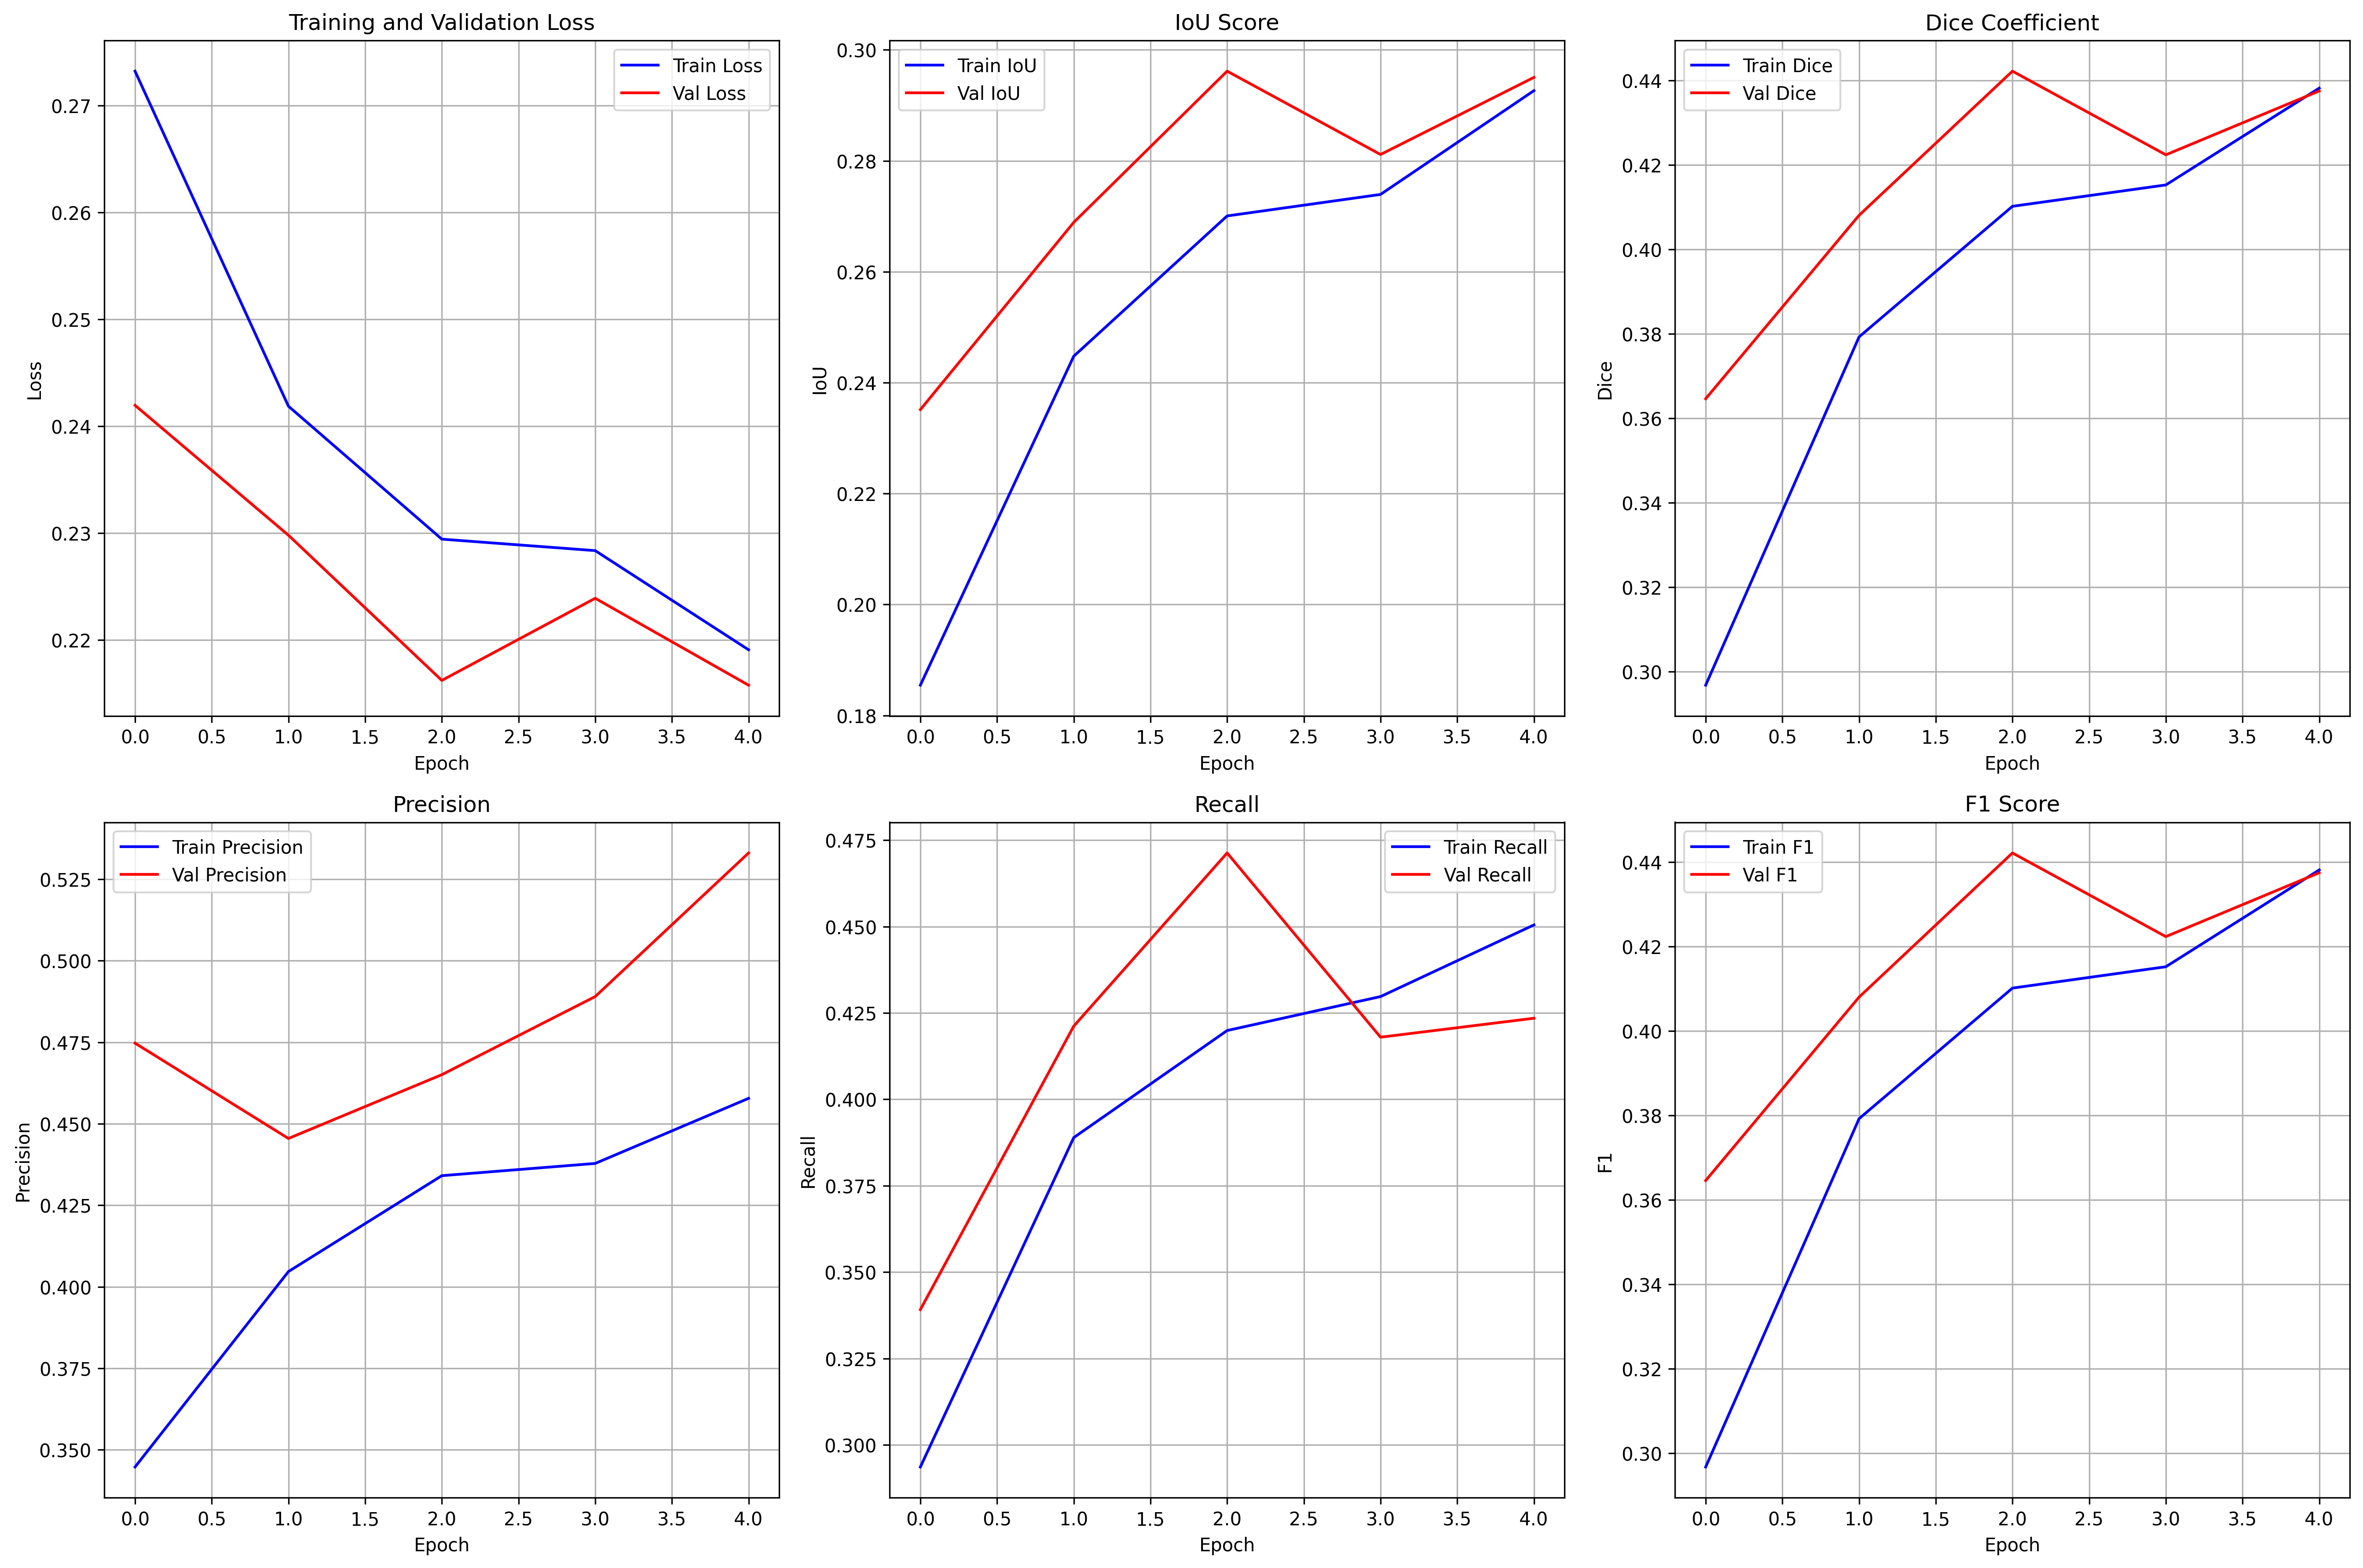 Training and Validation Loss
Train Loss
Val Loss
0.27
0.26
0.25
0.24
0.23
0.22
Loss
0.0 0.5 1.0 1.5 2.0 2.5 3.0 3.5 4.0
Epoch
IoU Score
Train IoU
Val IoU
0.30
0.28
0.26
0.24
0.22
0.20
0.18
IoU
0.0 0.5 1.0 1.5 2.0 2.5 3.0 3.5 4.0
Epoch
Dice Coefficient
Train Dice
Val Dice
0.44
0.42
0.40
0.38
0.36
0.34
0.32
0.30
Dice
0.0 0.5 1.0 1.5 2.0 2.5 3.0 3.5 4.0
Epoch
Precision
Train Precision
Val Precision
0.525
0.500
0.475
0.450
0.425
0.400
0.375
0.350
Precision
0.0 0.5 1.0 1.5 2.0 2.5 3.0 3.5 4.0
Epoch
Recall
Train Recall
Val Recall
0.475
0.450
0.425
0.400
0.375
0.350
0.325
0.300
Recall
0.0 0.5 1.0 1.5 2.0 2.5 3.0 3.5 4.0
Epoch
F1 Score
Train F1
Val F1
0.44
0.42
0.40
0.38
0.36
0.34
0.32
0.30
F1
0.0 0.5 1.0 1.5 2.0 2.5 3.0 3.5 4.0
Epoch